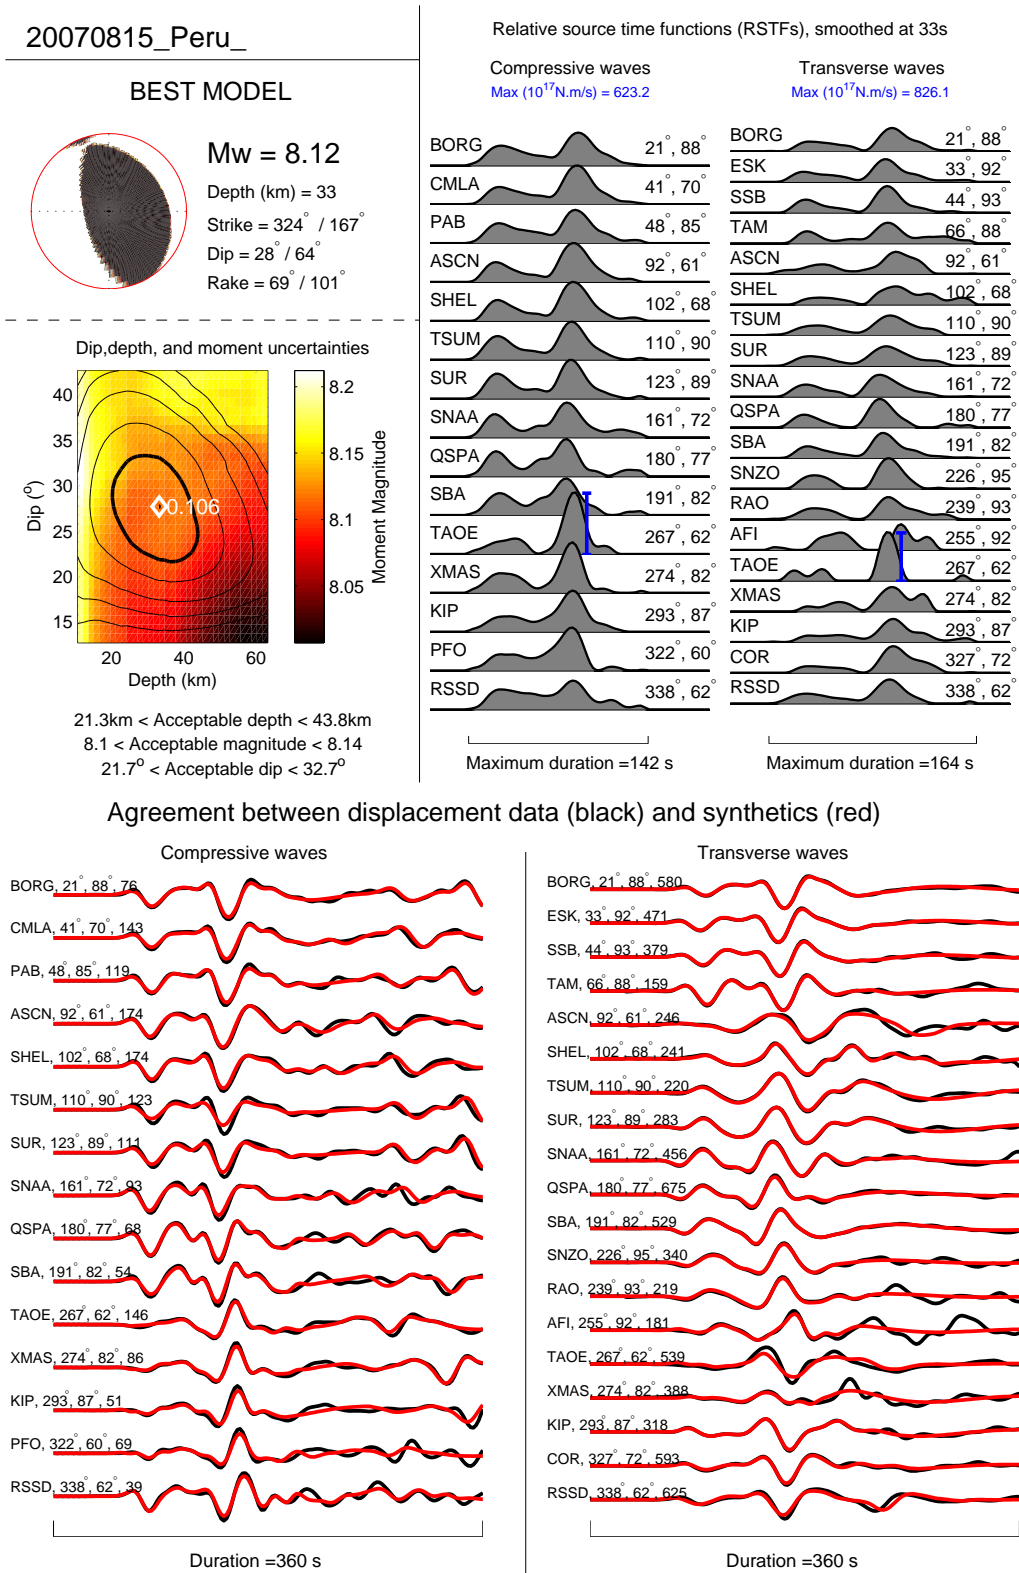 20070815_Peru_
BEST MODEL
Mw = 8.12
Depth (km) = 33
Strike = 324° / 167°
Dip = 28° / 64°
Rake = 69° / 101°
Dip,depth, and moment uncertainties
40
35
30
25
20
15
Dip (°)
0.106
20 40 60
Depth (km)
8.2
8.15
8.1
8.05
Moment Magnitude
21.3km < Acceptable depth < 43.8km
8.1 < Acceptable magnitude < 8.14
21.7° < Acceptable dip < 32.7°
Relative source time functions (RSTFs), smoothed at 33s
Compressive waves
Max (10^17N.m/s) = 623.2
BORG 21°, 88°
CMLA 41°, 70°
PAB 48°, 85°
ASCN 92°, 61°
SHEL 102°, 68°
TSUM 110°, 90°
SUR 123°, 89°
SNAA 161°, 72°
QSPA 180°, 77°
SBA 191°, 82°
TAOE 267°, 62°
XMAS 274°, 82°
KIP 293°, 87°
PFO 322°, 60°
RSSD 338°, 62°
Maximum duration =142 s
Transverse waves
Max (10^17N.m/s) = 826.1
BORG 21°, 88°
ESK 33°, 92°
SSB 44°, 93°
TAM 66°, 88°
ASCN 92°, 61°
SHEL 102°, 68°
TSUM 110°, 90°
SUR 123°, 89°
SNAA 161°, 72°
QSPA 180°, 77°
SBA 191°, 82°
SNZO 226°, 95°
RAO 239°, 93°
AFI 255°, 92°
TAOE 267°, 62°
XMAS 274°, 82°
KIP 293°, 87°
COR 327°, 72°
RSSD 338°, 62°
Maximum duration =164 s
Agreement between displacement data (black) and synthetics (red)
Compressive waves
BORG, 21°, 88°, 76
CMLA, 41°, 70°, 143
PAB, 48°, 85°, 119
ASCN, 92°, 61°, 174
SHEL, 102°, 68°, 174
TSUM, 110°, 90°, 123
SUR, 123°, 89°, 111
SNAA, 161°, 72°, 93
QSPA, 180°, 77°, 68
SBA, 191°, 82°, 54
TAOE, 267°, 62°, 146
XMAS, 274°, 82°, 86
KIP, 293°, 87°, 51
PFO, 322°, 60°, 69
RSSD, 338°, 62°, 39
Duration =360 s
Transverse waves
BORG, 21°, 88°, 580
ESK, 33°, 92°, 471
SSB, 44°, 93°, 379
TAM, 66°, 88°, 159
ASCN, 92°, 61°, 246
SHEL, 102°, 68°, 241
TSUM, 110°, 90°, 220
SUR, 123°, 89°, 283
SNAA, 161°, 72°, 456
QSPA, 180°, 77°, 675
SBA, 191°, 82°, 529
SNZO, 226°, 95°, 340
RAO, 239°, 93°, 219
AFI, 255°, 92°, 181
TAOE, 267°, 62°, 539
XMAS, 274°, 82°, 388
KIP, 293°, 87°, 318
COR, 327°, 72°, 593
RSSD, 338°, 62°, 625
Duration =360 s